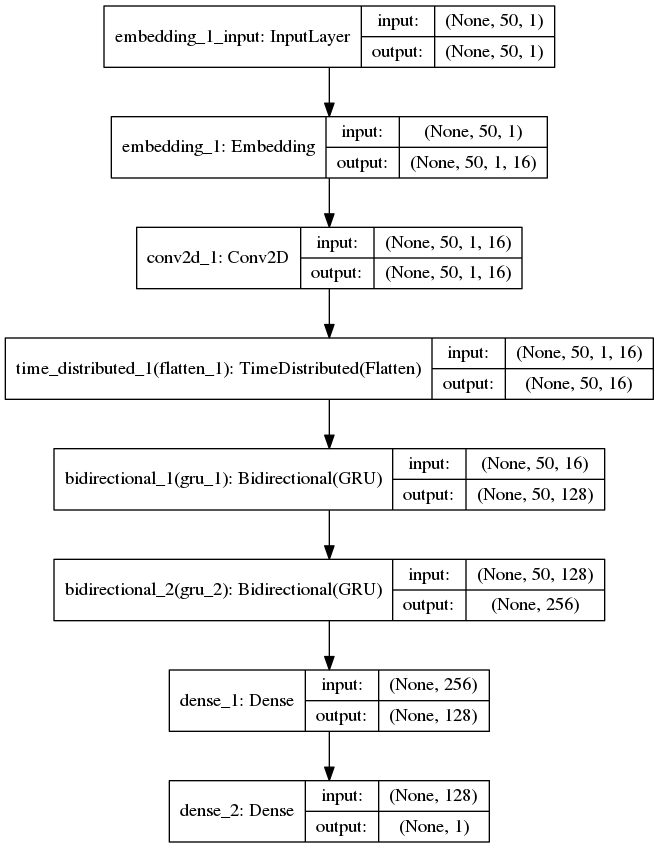 embedding_1_input: InputLayer
input: (None, 50, 1)
output: (None, 50, 1)
embedding_1: Embedding
input: (None, 50, 1)
output: (None, 50, 1, 16)
conv2d_1: Conv2D
input: (None, 50, 1, 16)
output: (None, 50, 1, 16)
time_distributed_1(flatten_1): TimeDistributed(Flatten)
input: (None, 50, 1, 16)
output: (None, 50, 16)
bidirectional_1(gru_1): Bidirectional(GRU)
input: (None, 50, 16)
output: (None, 50, 128)
bidirectional_2(gru_2): Bidirectional(GRU)
input: (None, 50, 128)
output: (None, 256)
dense_1: Dense
input: (None, 256)
output: (None, 128)
dense_2: Dense
input: (None, 128)
output: (None, 1)